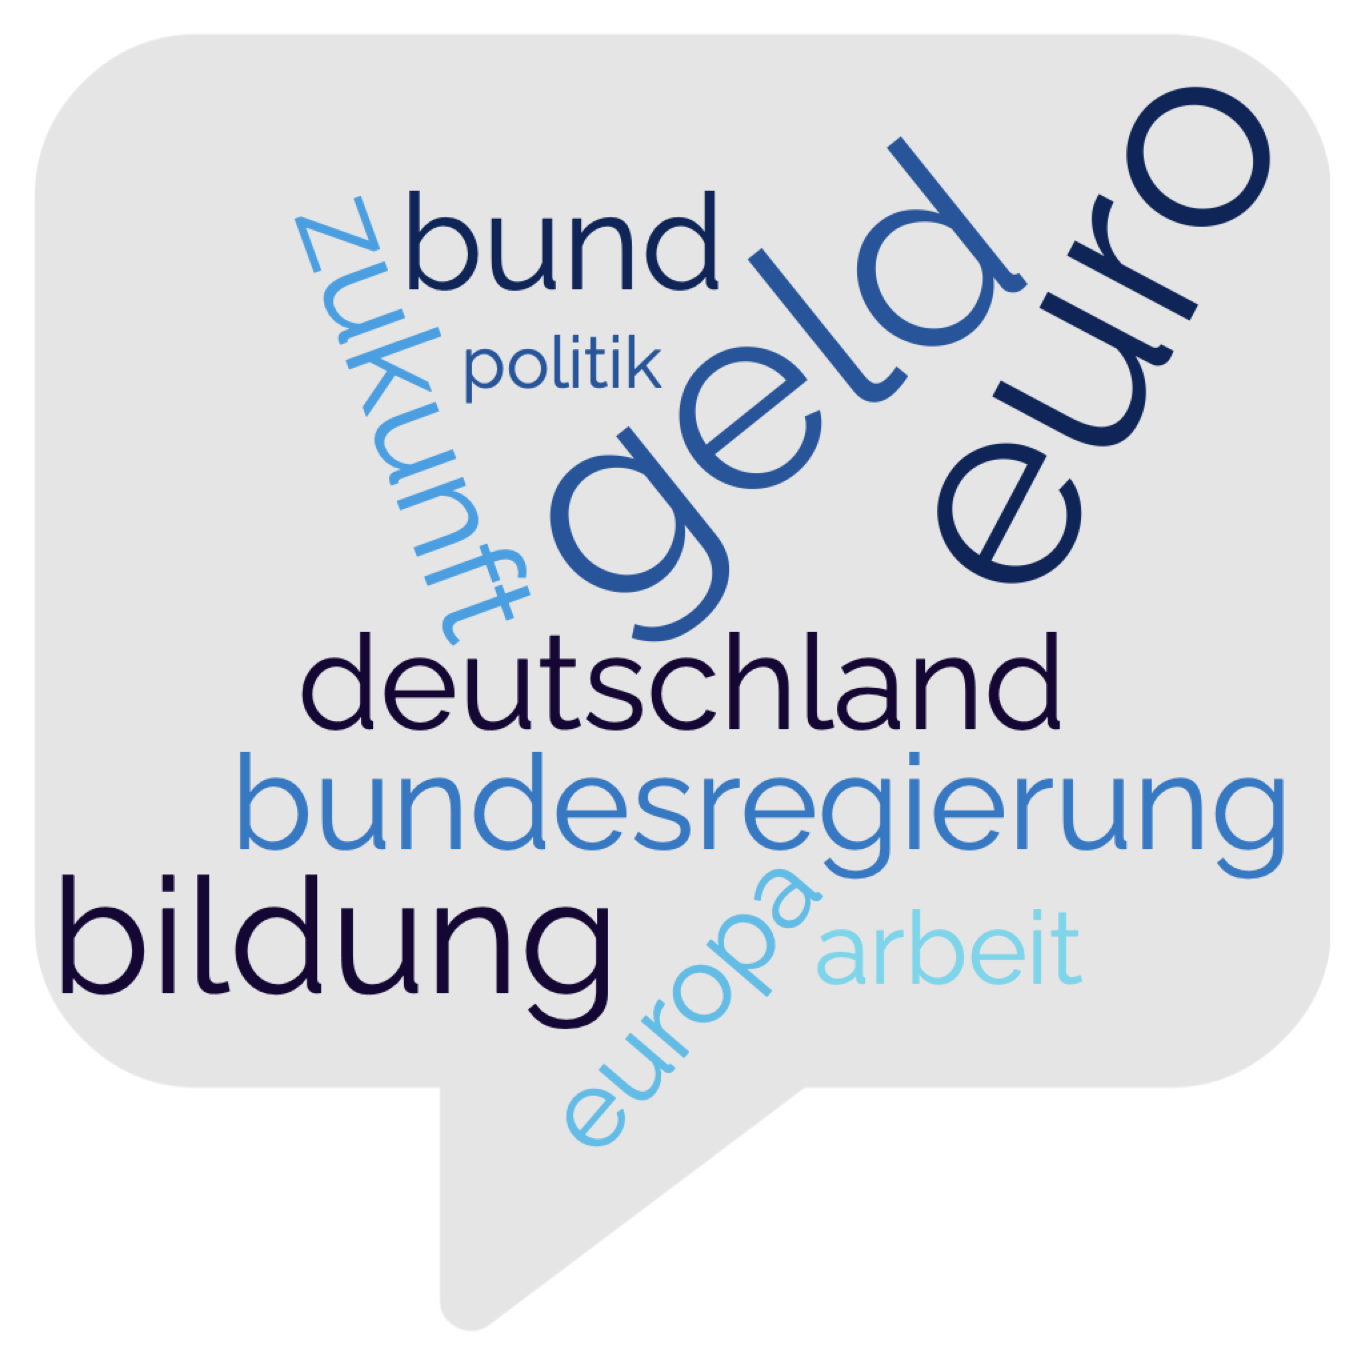 zukunft
bund
politik
geld
euro
deutschland
bundesregierung
bildung
europa
arbeit